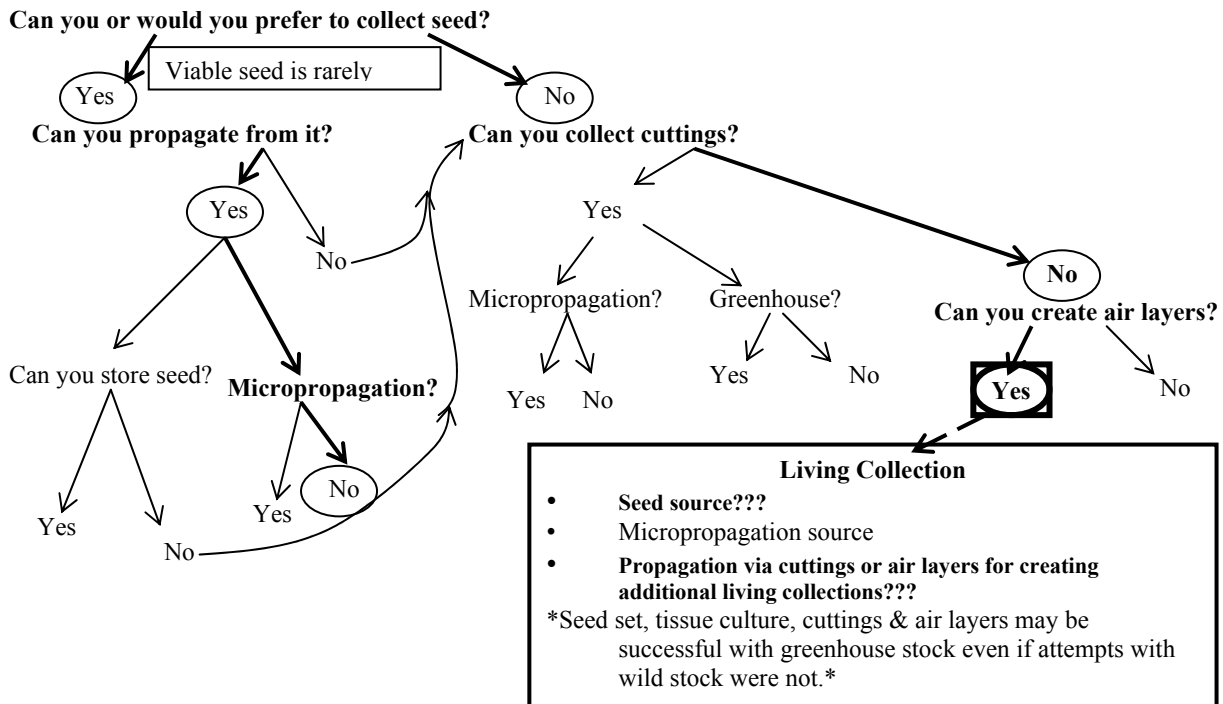 Can you or would you prefer to collect seed?
Viable seed is rarely
Yes
No
Can you propagate from it?
Can you collect cuttings?
Yes
No
Yes
No
Can you create air layers?
Micropropagation?
Greenhouse?
Can you store seed?
Micropropagation?
Yes
No
Yes
No
Yes
No
Yes
No
Yes
No
Living Collection
• Seed source???
• Micropropagation source
• Propagation via cuttings or air layers for creating
additional living collections???
*Seed set, tissue culture, cuttings & air layers may be
successful with greenhouse stock even if attempts with
wild stock were not.*